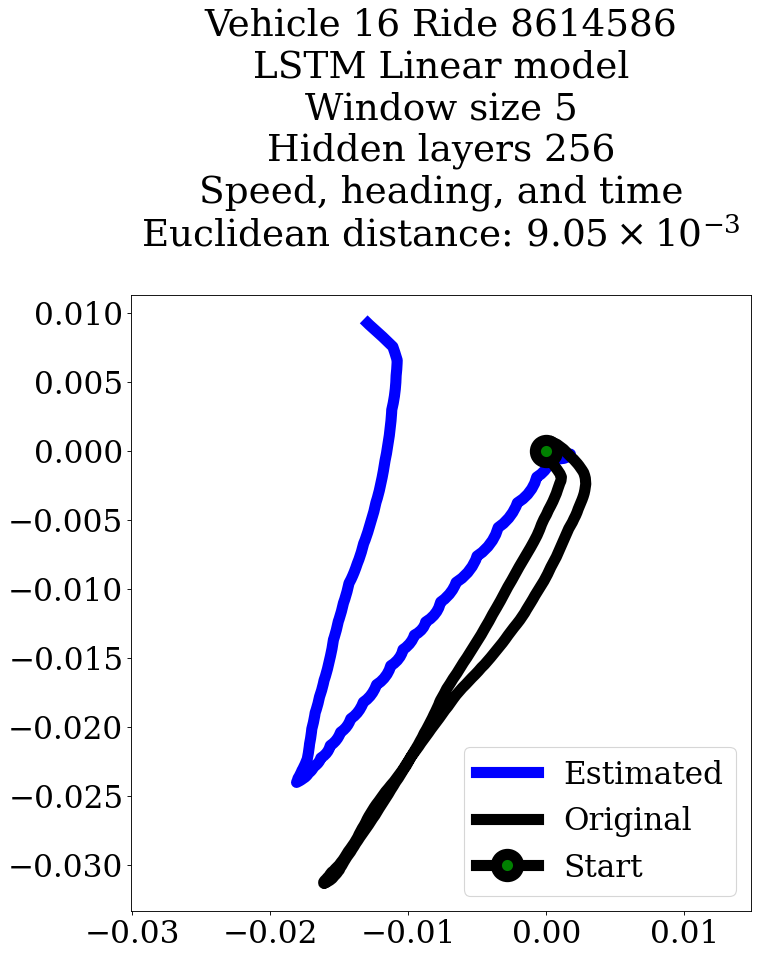 Vehicle 16 Ride 8614586
LSTM Linear model
Window size 5
Hidden layers 256
Speed, heading, and time
Euclidean distance: 9.05 × 10⁻³
0.010
0.005
0.000
−0.005
−0.010
−0.015
−0.020
−0.025
−0.030
Estimated
Original
Start
−0.03 −0.02 −0.01 0.00 0.01